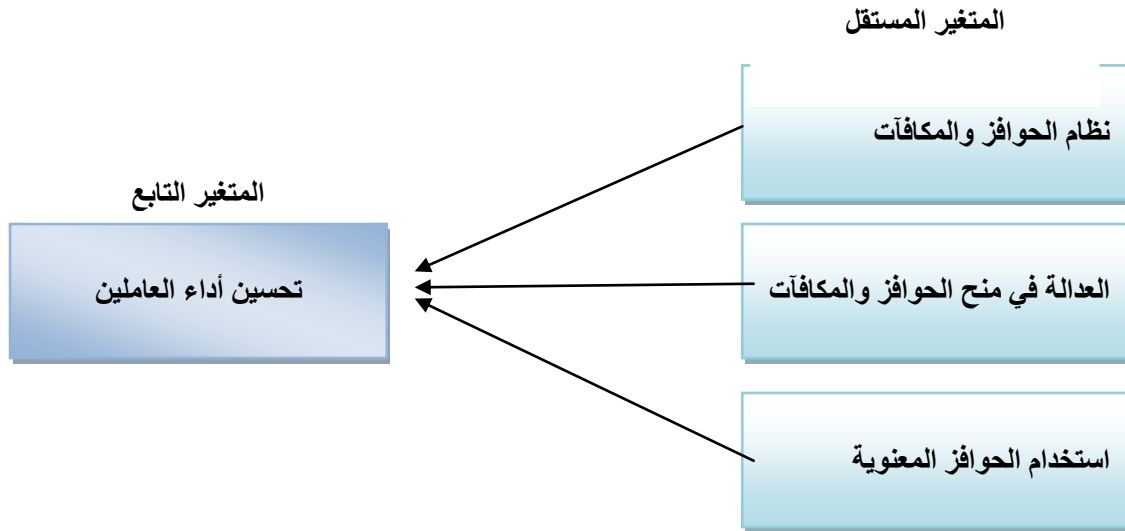 المتغير المستقل
نظام الحوافز والمكافآت
العدالة في منح الحوافز والمكافآت
استخدام الحوافز المعنوية
المتغير التابع
تحسين أداء العاملين